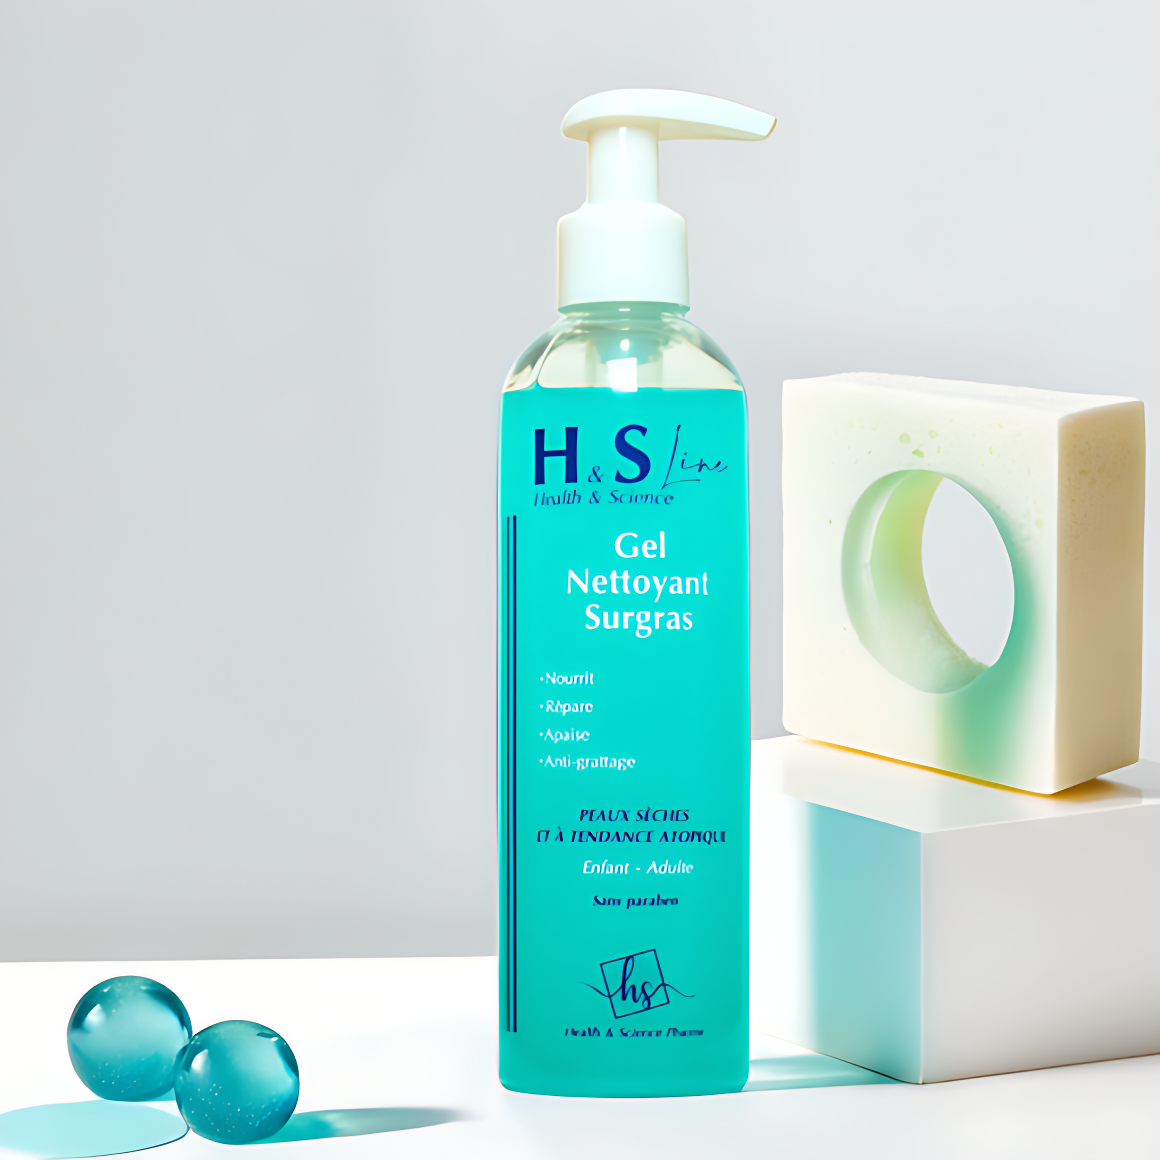 H & S Line
Health & Science
Gel
Nettoyant
Surgras
•Nourrit
•Répare
•Apaise
•Anti-grattage
PEAUX SÈCHES
ET À TENDANCE ATOPIQUE
Enfant - Adulte
Sans paraben
hs
Health & Science Pharma